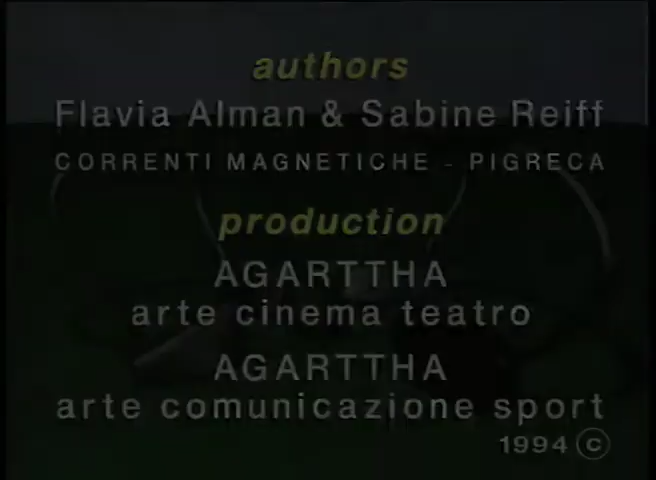 authors
Flavia Alman & Sabine Reiff
CORRENTI MAGNETICHE - PIGRECA
production
AGARTTHA
arte cinema teatro
AGARTTHA
arte comunicazione sport
1994 ©